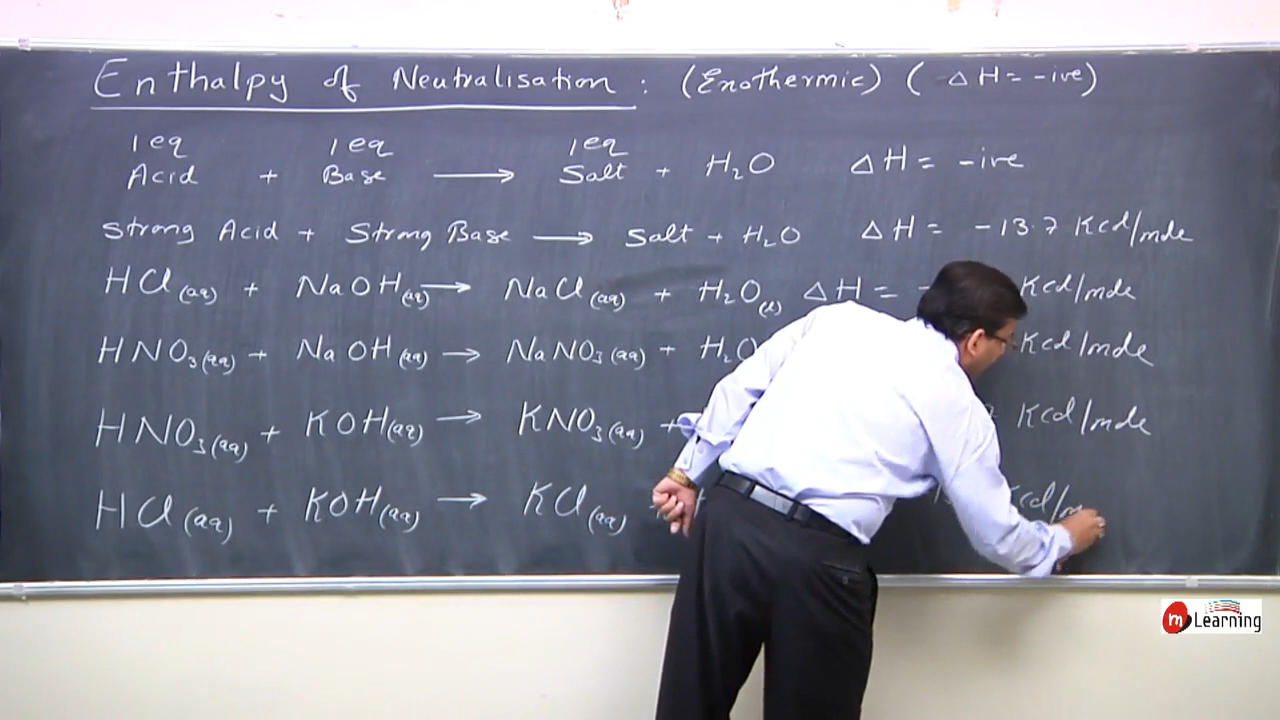 Enthalpy of Neutralisation : (Exothermic) ( ΔH = -ive)
1 eq 1 eq 1 eq
Acid + Base ⟶ Salt + H₂O ΔH = -ive
Strong Acid + Strong Base ⟶ Salt + H₂O ΔH = -13.7 Kcal/mole
HCl(aq) + NaOH(aq) ⟶ NaCl(aq) + H₂O(l) ΔH = - Kcal/mole
HNO₃(aq) + NaOH(aq) ⟶ NaNO₃(aq) + H₂O Kcal/mole
HNO₃(aq) + KOH(aq) ⟶ KNO₃(aq) + 7 Kcal/mole
HCl(aq) + KOH(aq) ⟶ KCl(aq) + Kcal/m
m Learning